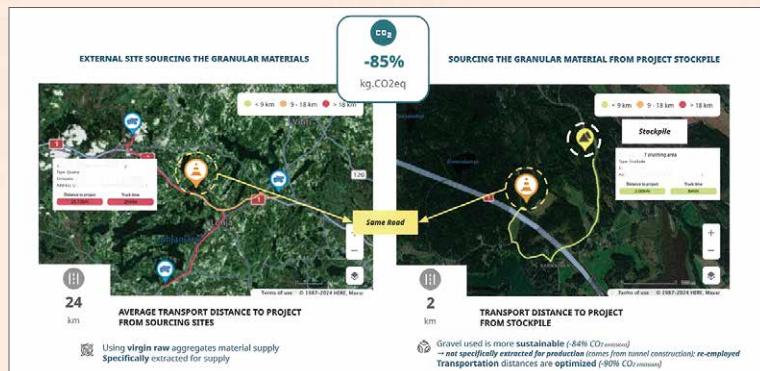 CO₂
-85%
kg.CO2eq
EXTERNAL SITE SOURCING THE GRANULAR MATERIALS
SOURCING THE GRANULAR MATERIAL FROM PROJECT STOCKPILE
< 9 km 9 - 18 km > 18 km
< 9 km 9 - 18 km > 18 km
Stockpile
1
120
1
Distance to project Truck time
Distance to project Truck time
Same Road
+
−
+
−
Terms of use © 1987-2024 HERE,
Terms of use © 1987-2024 HERE,
24
km
AVERAGE TRANSPORT DISTANCE TO PROJECT
FROM SOURCING SITES
2
km
TRANSPORT DISTANCE TO PROJECT
FROM STOCKPILE
Using virgin raw aggregates material supply
Specifically extracted for supply
Gravel used is more sustainable (-84% CO₂ emissions)
→ not specifically extracted for production (comes from tunnel construction); re-employed
Transportation distances are optimized (-90% CO₂ emissions)